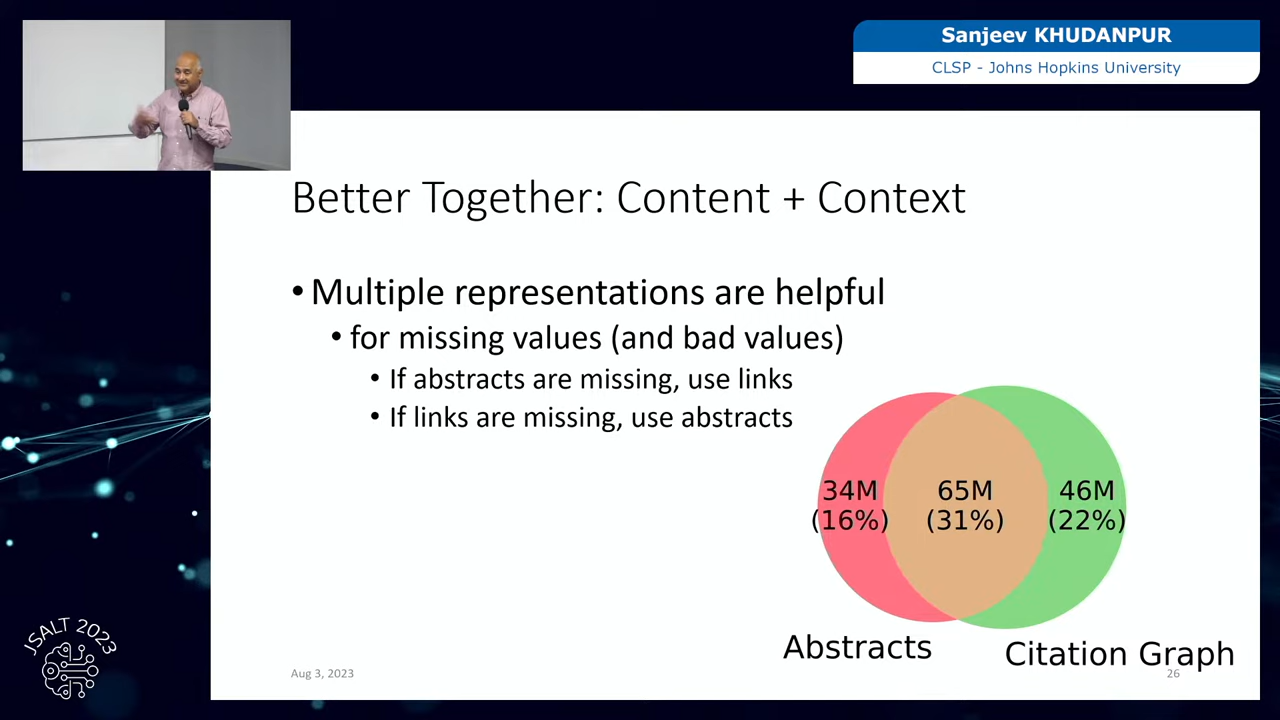 Sanjeev KHUDANPUR
CLSP - Johns Hopkins University
Better Together: Content + Context
• Multiple representations are helpful
• for missing values (and bad values)
• If abstracts are missing, use links
• If links are missing, use abstracts
34M
(16%)
65M
(31%)
46M
(22%)
Abstracts
Citation Graph
Aug 3, 2023
26
JSALT 2023